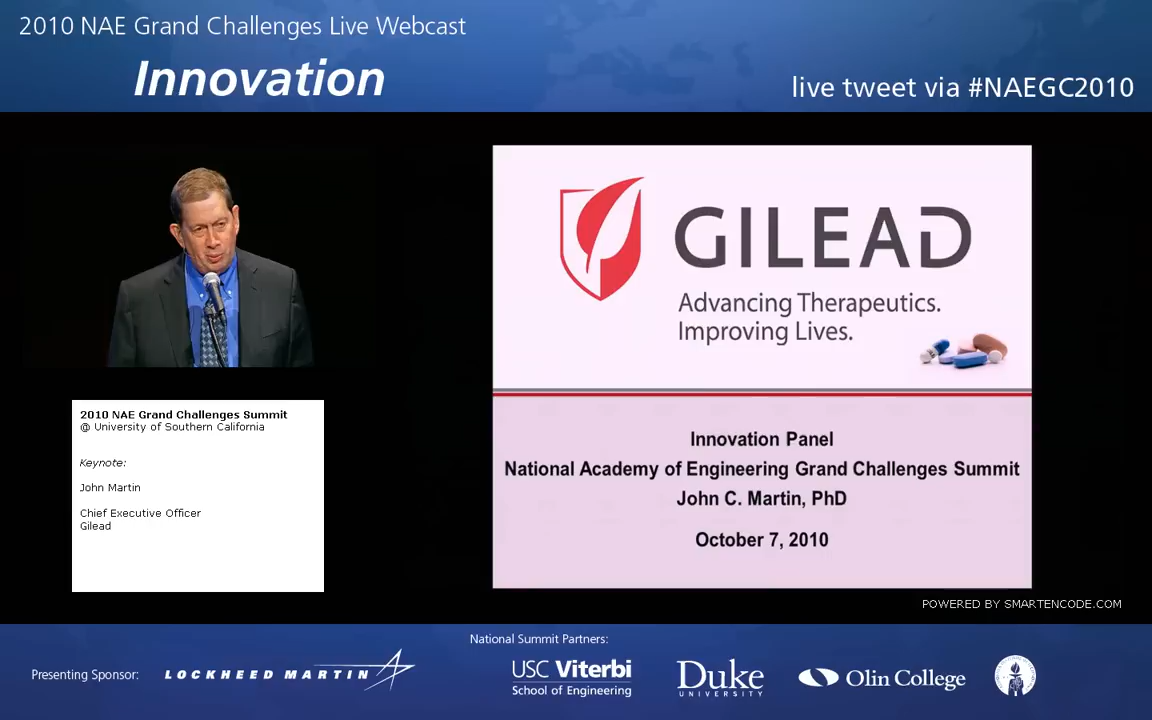 2010 NAE Grand Challenges Live Webcast
Innovation
live tweet via #NAEGC2010
GILEAD
Advancing Therapeutics.
Improving Lives.
Innovation Panel
National Academy of Engineering Grand Challenges Summit
John C. Martin, PhD
October 7, 2010
2010 NAE Grand Challenges Summit
@ University of Southern California
Keynote:
John Martin
Chief Executive Officer
Gilead
POWERED BY SMARTENCODE.COM
National Summit Partners:
Presenting Sponsor:
LOCKHEED MARTIN
USC Viterbi
School of Engineering
Duke
UNIVERSITY
Olin College